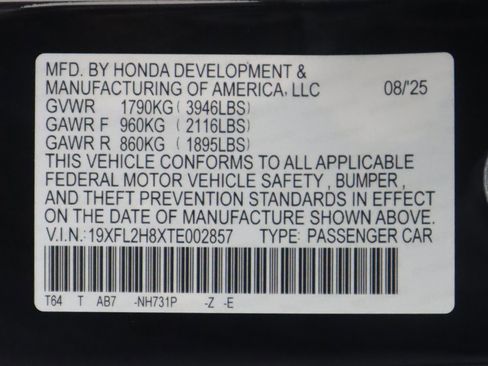 MFD. BY HONDA DEVELOPMENT &
MANUFACTURING OF AMERICA, LLC 08/'25
GVWR 1790KG ( 3946LBS)
GAWR F 960KG ( 2116LBS)
GAWR R 860KG ( 1895LBS)
THIS VEHICLE CONFORMS TO ALL APPLICABLE
FEDERAL MOTOR VEHICLE SAFETY , BUMPER,
AND THEFT PREVENTION STANDARDS IN EFFECT
ON THE DATE OF MANUFACTURE SHOWN ABOVE.
V.I.N.:19XFL2H8XTE002857 TYPE: PASSENGER CAR
T64 T AB7 -NH731P -Z -E